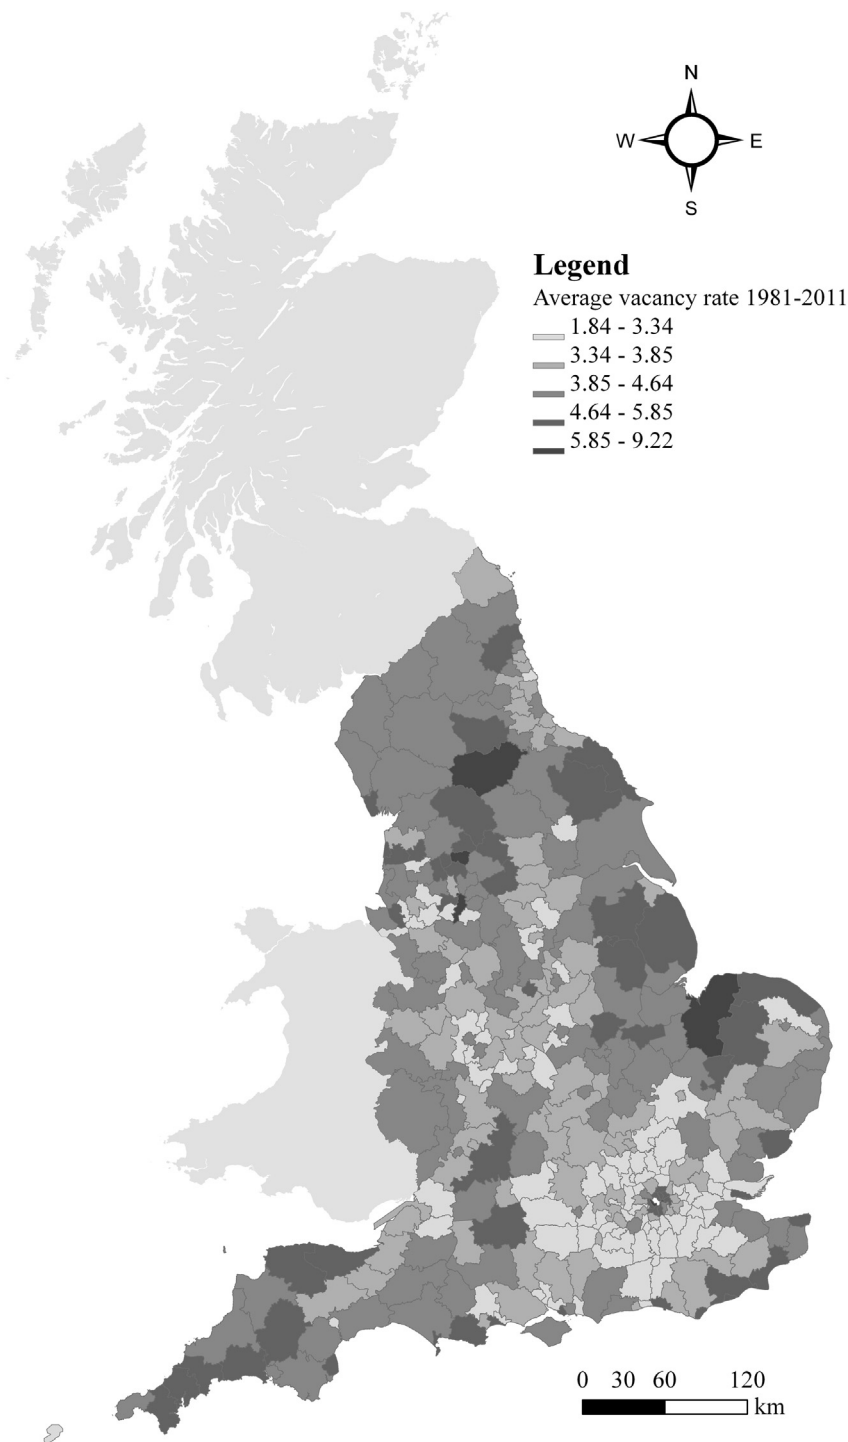 N
W E
S
Legend
Average vacancy rate 1981-2011
1.84 - 3.34
3.34 - 3.85
3.85 - 4.64
4.64 - 5.85
5.85 - 9.22
0 30 60 120
km